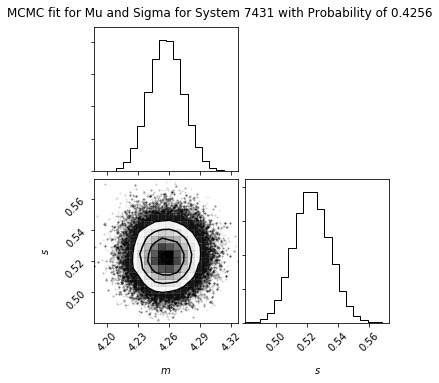 MCMC fit for Mu and Sigma for System 7431 with Probability of 0.4256
s
0.56
0.54
0.52
0.50
4.20 4.23 4.26 4.29 4.32
0.50 0.52 0.54 0.56
m s